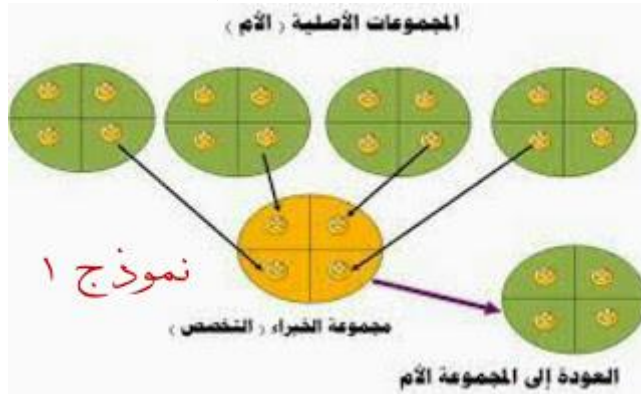 المجموعات الأصلية ( الأم )
نموذج ١
مجموعة الخبراء ( التخصص )
العودة إلى المجموعة الأم